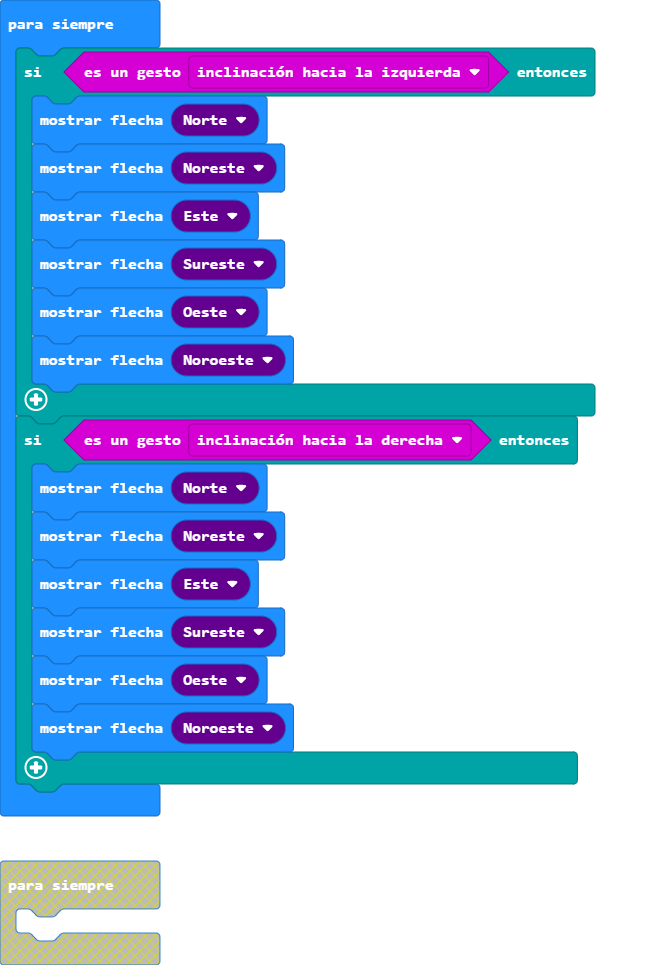 para siempre
si es un gesto inclinación hacia la izquierda entonces
mostrar flecha Norte
mostrar flecha Noreste
mostrar flecha Este
mostrar flecha Sureste
mostrar flecha Oeste
mostrar flecha Noroeste
si es un gesto inclinación hacia la derecha entonces
mostrar flecha Norte
mostrar flecha Noreste
mostrar flecha Este
mostrar flecha Sureste
mostrar flecha Oeste
mostrar flecha Noroeste
para siempre